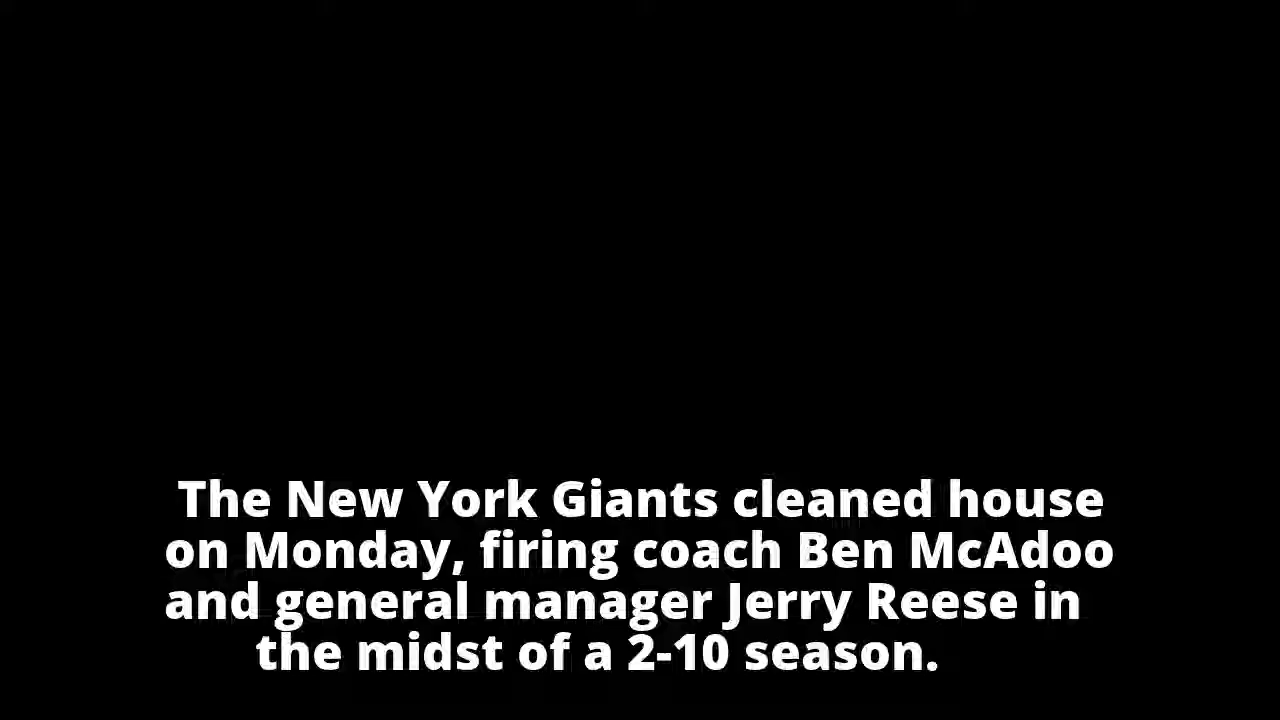 The New York Giants cleaned house
on Monday, firing coach Ben McAdoo
and general manager Jerry Reese in
the midst of a 2-10 season.